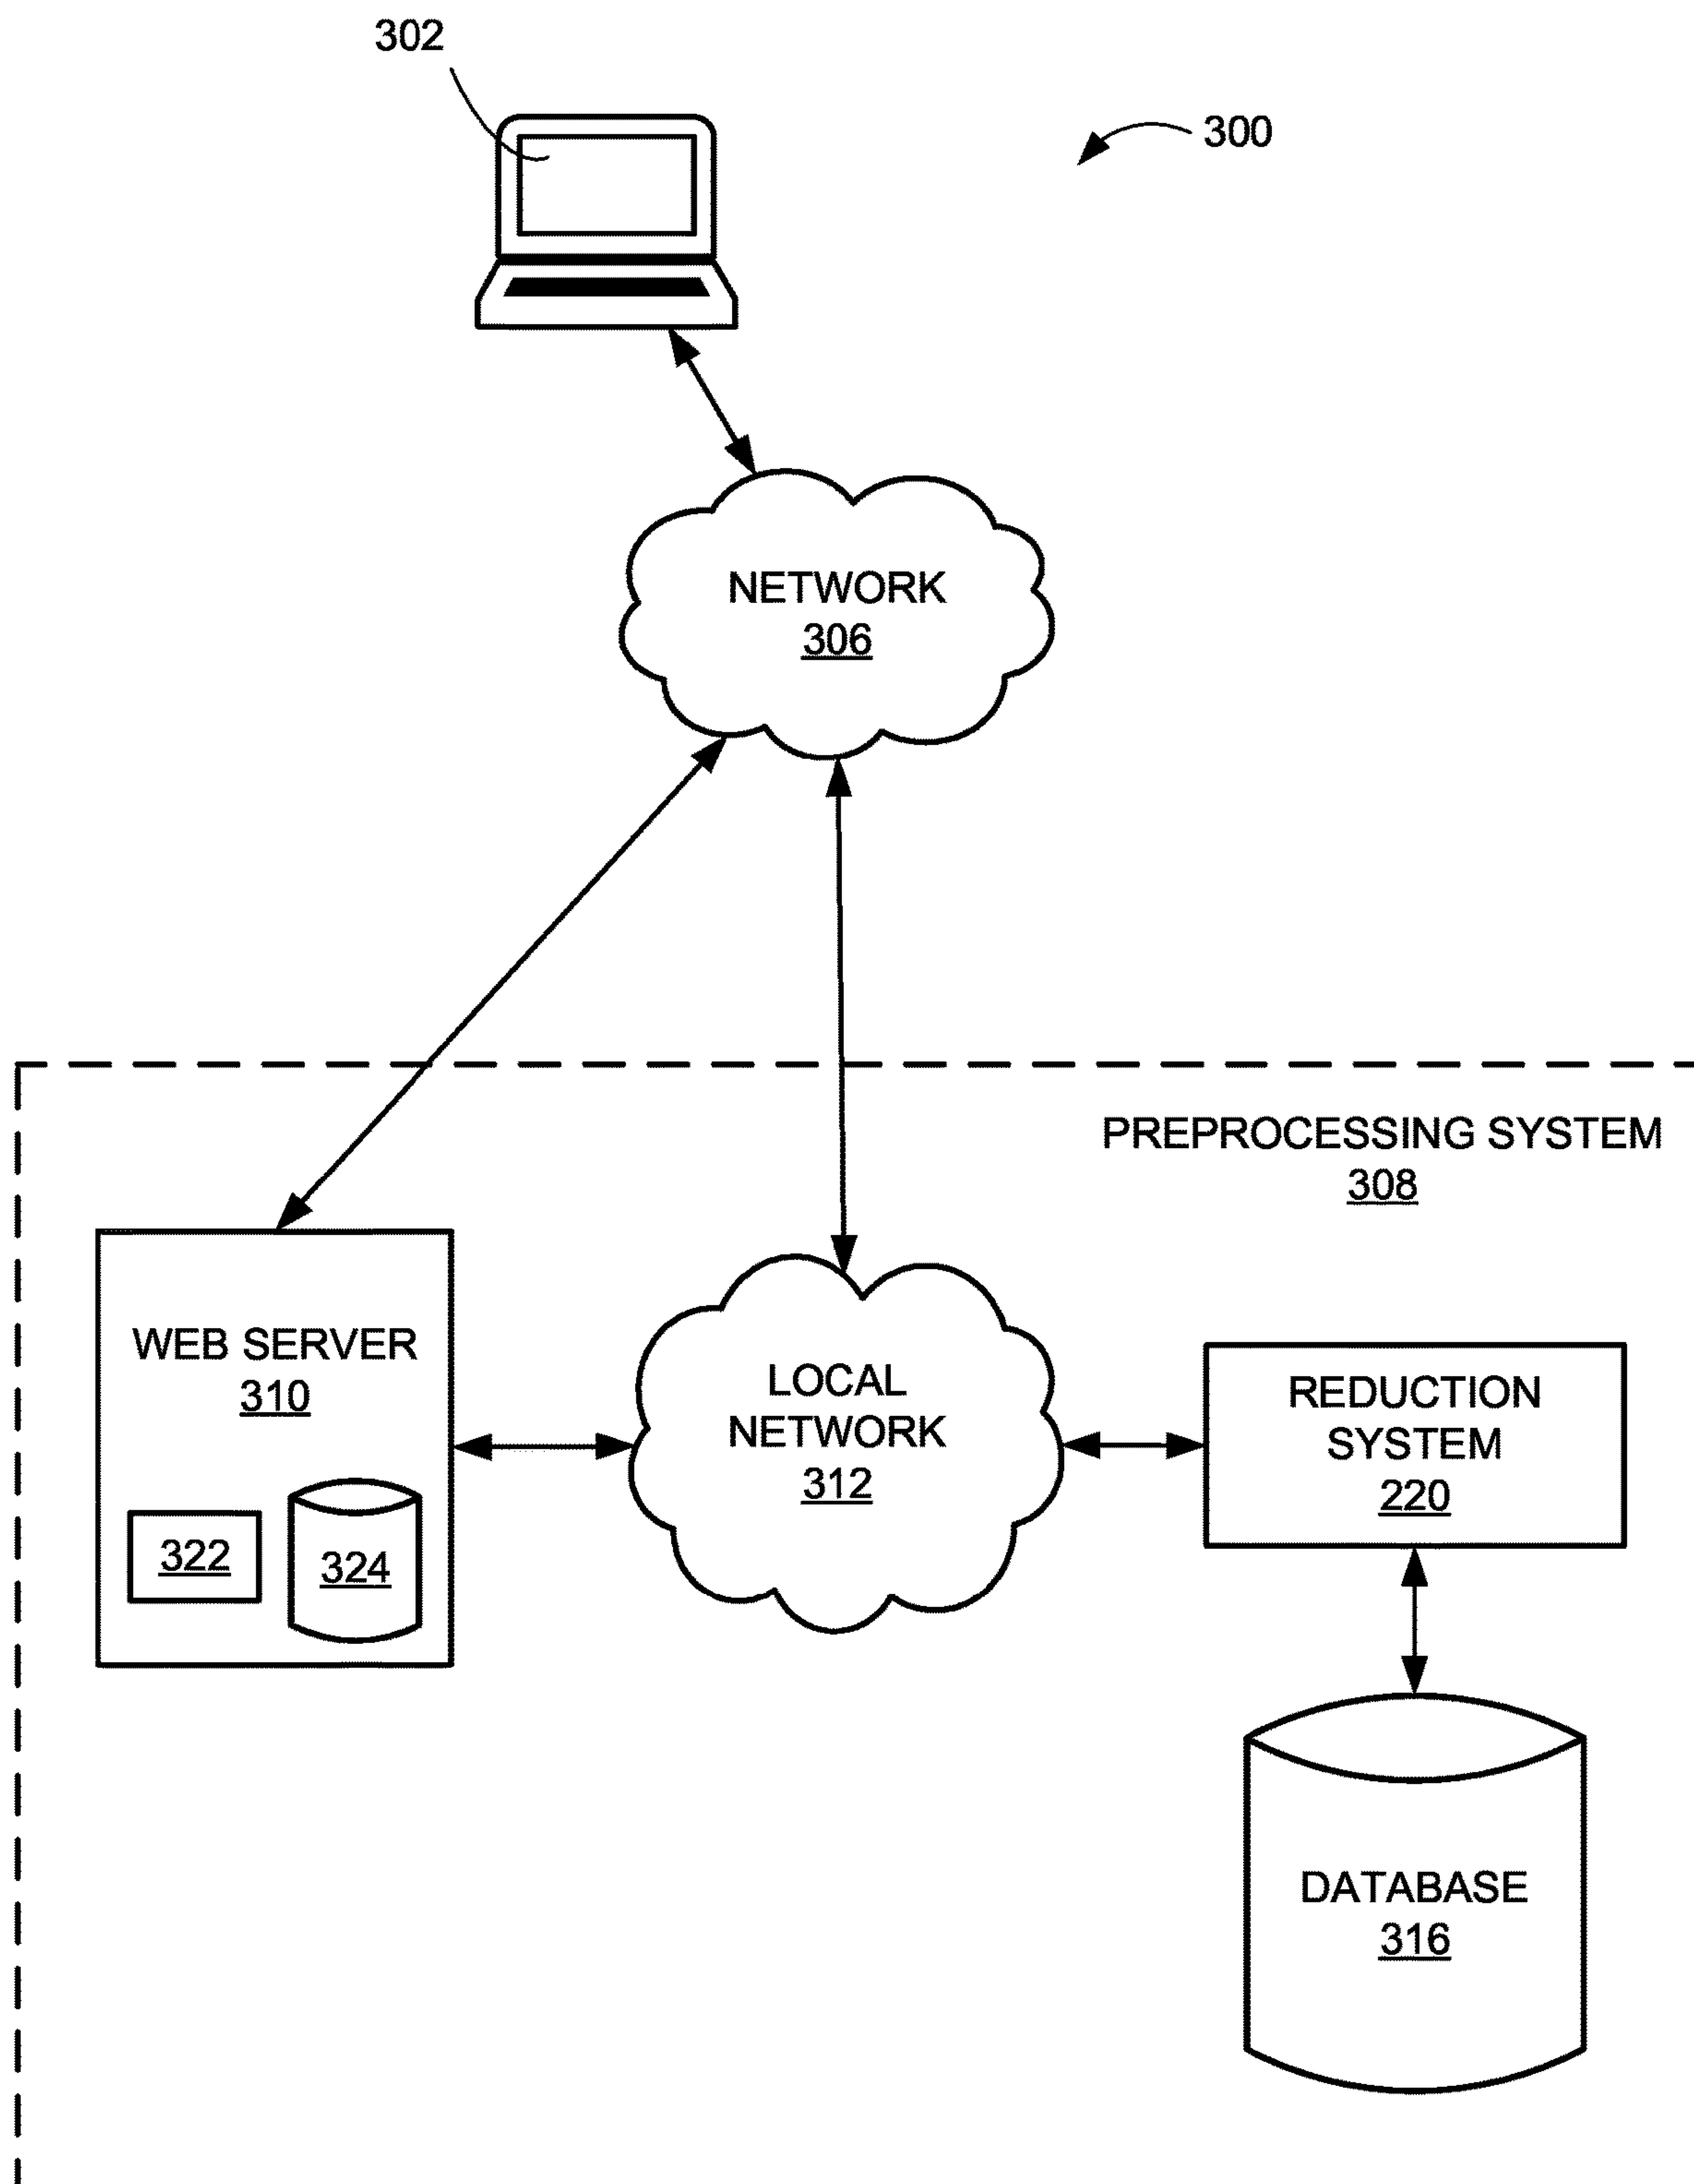 302
300
NETWORK
306
PREPROCESSING SYSTEM
308
WEB SERVER
310
322
324
LOCAL
NETWORK
312
REDUCTION
SYSTEM
220
DATABASE
316